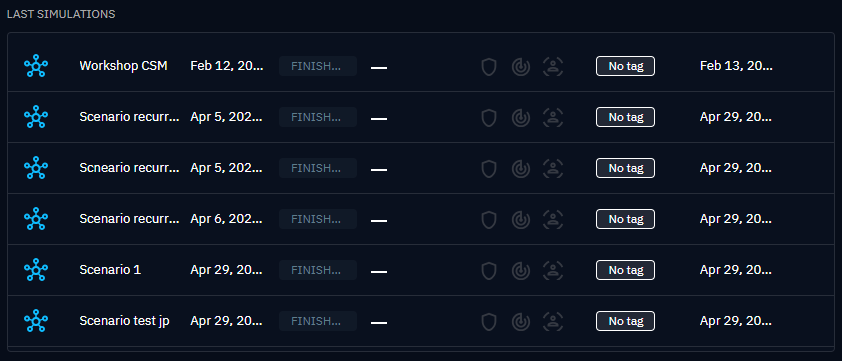 LAST SIMULATIONS
Workshop CSM Feb 12, 20... FINISH... — No tag Feb 13, 20...
Scenario recurr... Apr 5, 202... FINISH... — No tag Apr 29, 20...
Scneario recurr... Apr 5, 202... FINISH... — No tag Apr 29, 20...
Scenario recurr... Apr 6, 202... FINISH... — No tag Apr 29, 20...
Scenario 1 Apr 29, 20... FINISH... — No tag Apr 29, 20...
Scenario test jp Apr 29, 20... FINISH... — No tag Apr 29, 20...